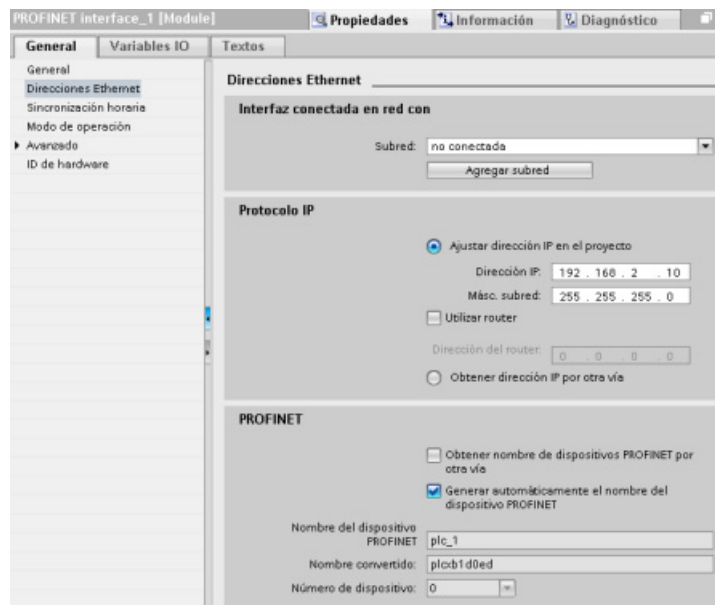 PROFINET interface_1 [Module]
Propiedades
Información
Diagnóstico
General
Variables IO
Textos
General
Direcciones Ethernet
Sincronización horaria
Modo de operación
Avanzado
ID de hardware
Direcciones Ethernet
Interfaz conectada en red con
Subred: no conectada
Agregar subred
Protocolo IP
Ajustar dirección IP en el proyecto
Dirección IP: 192 . 168 . 2 . 10
Másc. subred: 255 . 255 . 255 . 0
Utilizar router
Dirección del router: 0 . 0 . 0 . 0
Obtener dirección IP por otra vía
PROFINET
Obtener nombre de dispositivos PROFINET por
otra vía
Generar automáticamente el nombre del
dispositivo PROFINET
Nombre del dispositivo
PROFINET plc_1
Nombre convertido: plcxb1d0ed
Número de dispositivo: 0